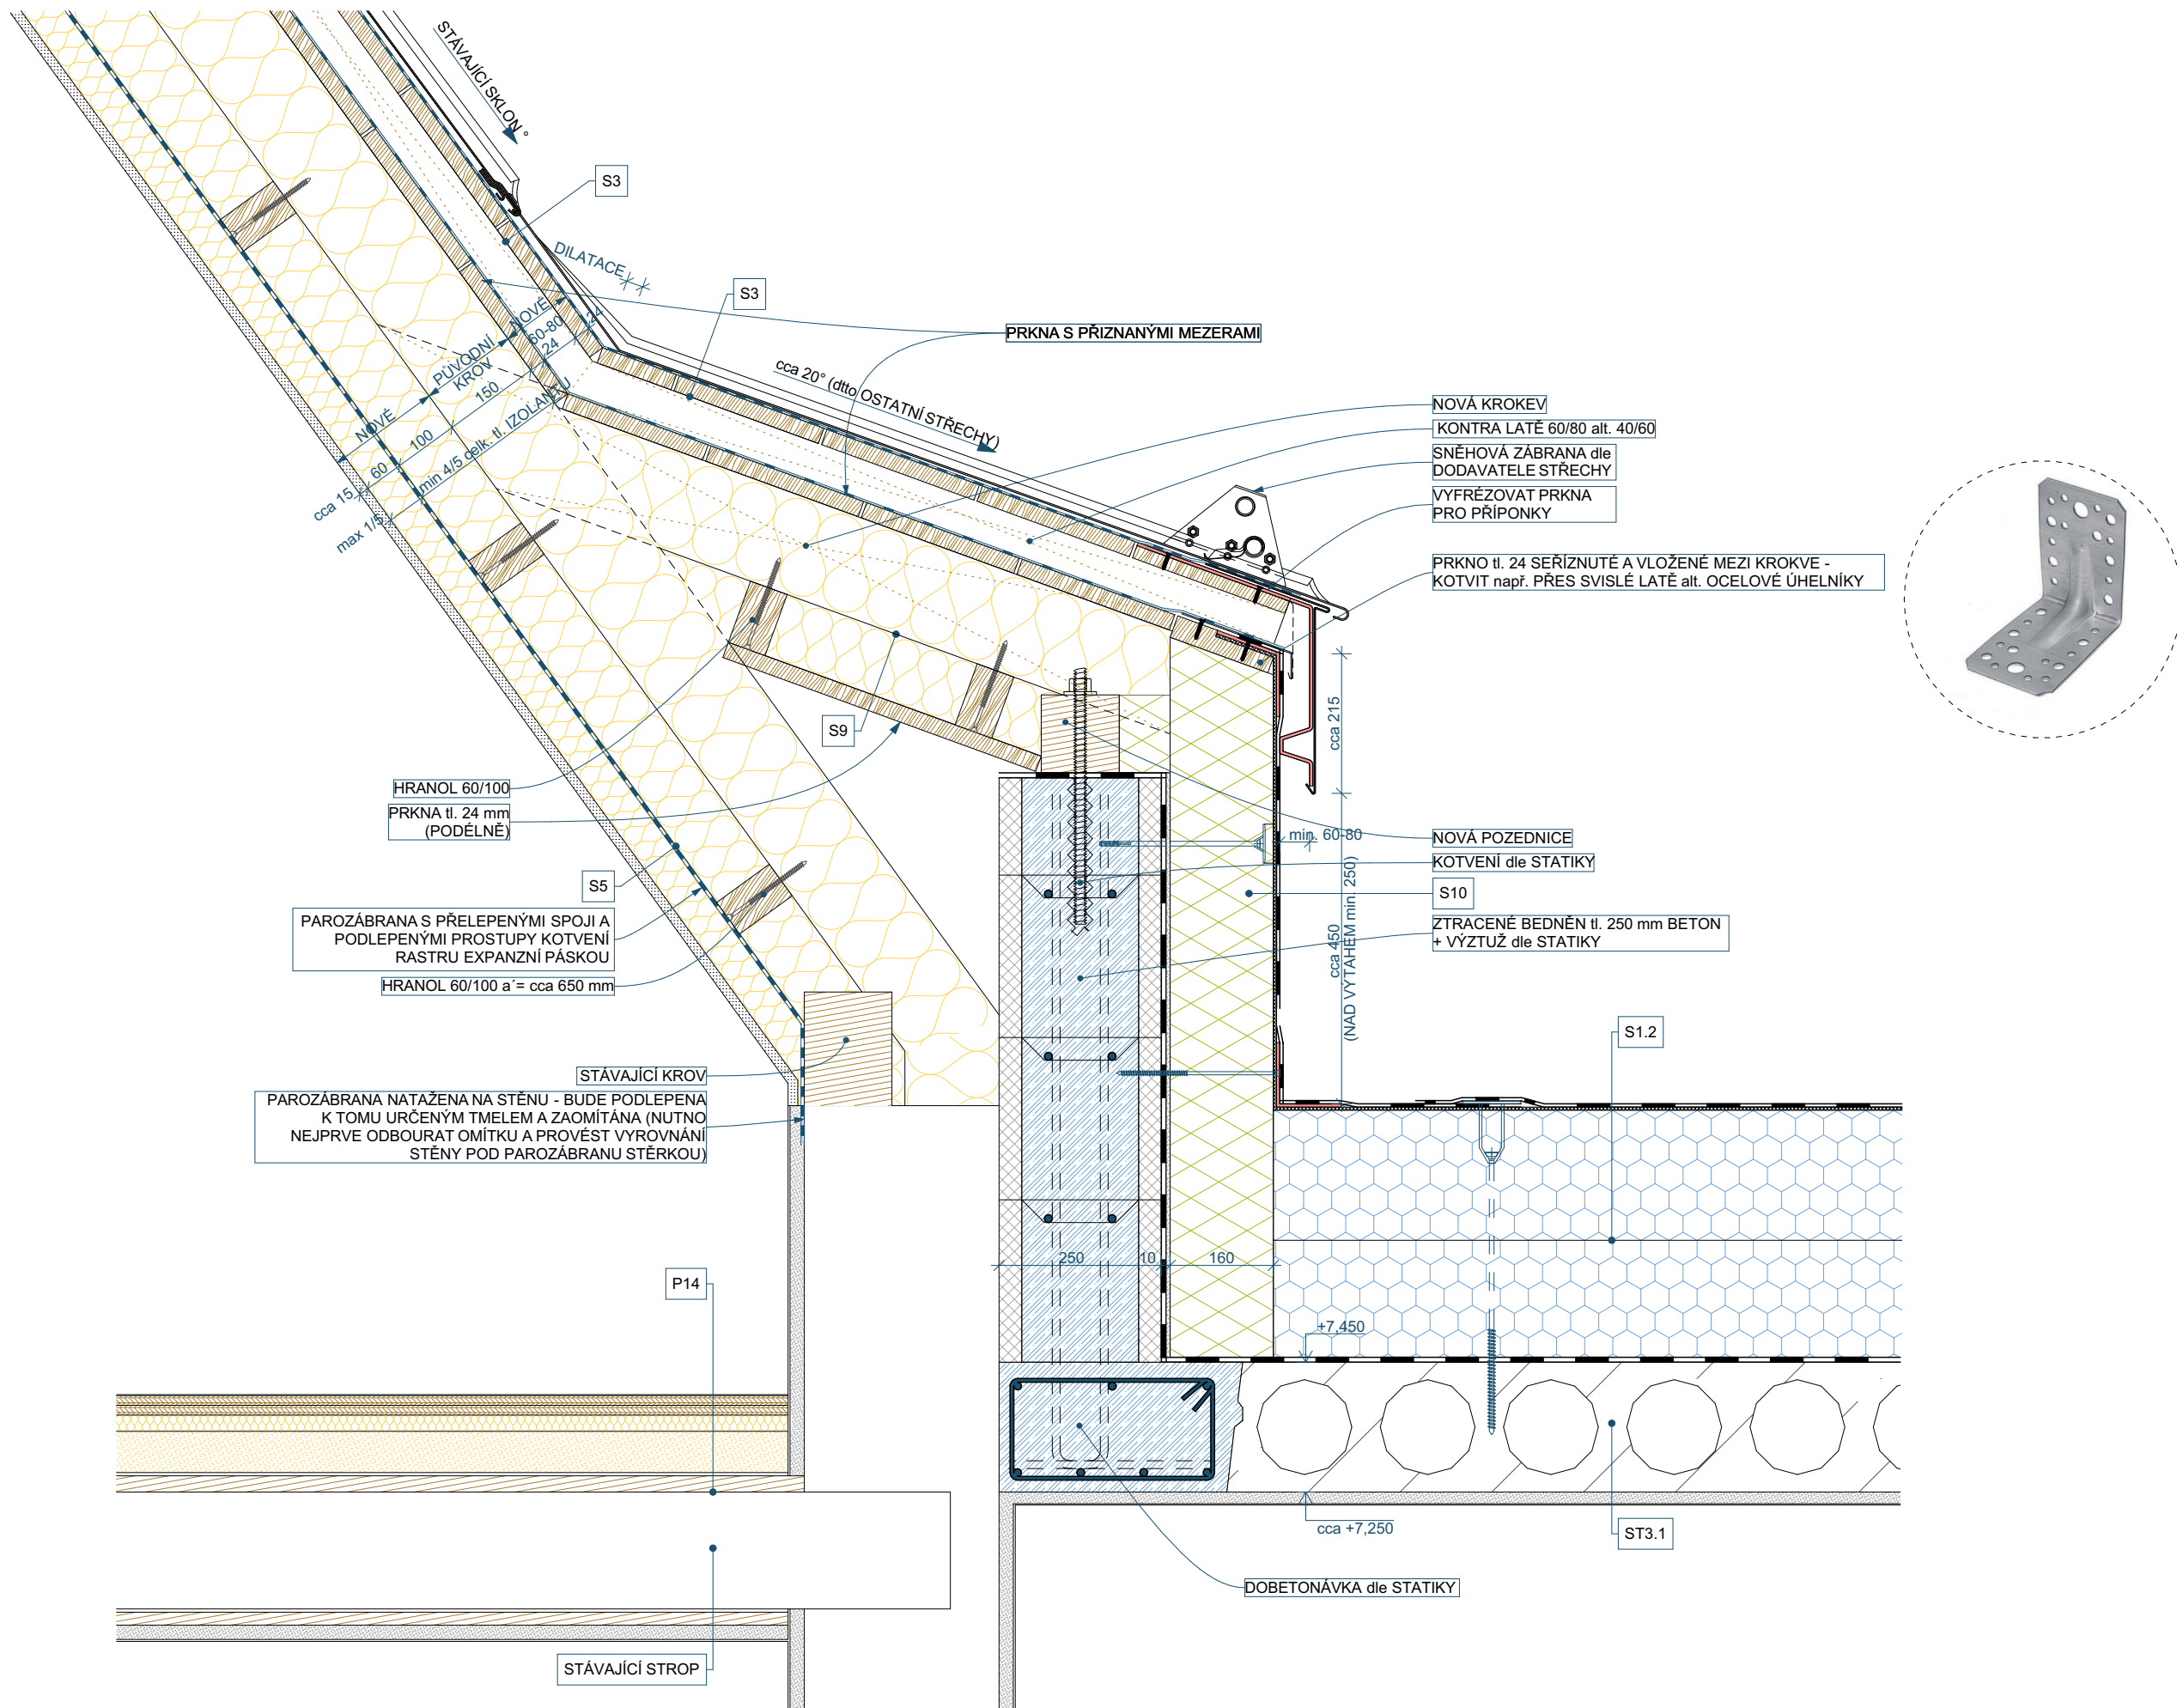 STÁVAJÍCÍ SKLON °
S3
DILATACE
S3
PRKNA S PŘIZNANÝMI MEZERAMI
cca 20° (dtto OSTATNÍ STŘECHY)
NOVÁ KROKEV
KONTRA LATĚ 60/80 alt. 40/60
SNĚHOVÁ ZÁBRANA dle
DODAVATELE STŘECHY
VYFRÉZOVAT PRKNA
PRO PŘÍPONKY
PRKNO tl. 24 SEŘÍZNUTÉ A VLOŽENÉ MEZI KROKVE -
KOTVIT např. PŘES SVISLÉ LATĚ alt. OCELOVÉ ÚHELNÍKY
NOVÉ
PŮVODNÍ
KROV
NOVÉ
60-80
24
24
150
100
60
cca 15
max 1/5
min 4/5 celk. tl. IZOLANTU
S9
cca 215
HRANOL 60/100
PRKNA tl. 24 mm
(PODÉLNĚ)
min. 60-80
NOVÁ POZEDNICE
KOTVENÍ dle STATIKY
S5
S10
cca 450
(NAD VÝTAHEM min. 250)
PAROZÁBRANA S PŘELEPENÝMI SPOJI A
PODLEPENÝMI PROSTUPY KOTVENÍ
RASTRU EXPANZNÍ PÁSKOU
ZTRACENÉ BEDNĚN tl. 250 mm BETON
+ VÝZTUŽ dle STATIKY
HRANOL 60/100 a´= cca 650 mm
S1.2
STÁVAJÍCÍ KROV
PAROZÁBRANA NATAŽENA NA STĚNU - BUDE PODLEPENA
K TOMU URČENÝM TMELEM A ZAOMÍTÁNA (NUTNO
NEJPRVE ODBOURAT OMÍTKU A PROVÉST VYROVNÁNÍ
STĚNY POD PAROZÁBRANU STĚRKOU)
250
10
160
P14
+7,450
cca +7,250
ST3.1
DOBETONÁVKA dle STATIKY
STÁVAJÍCÍ STROP